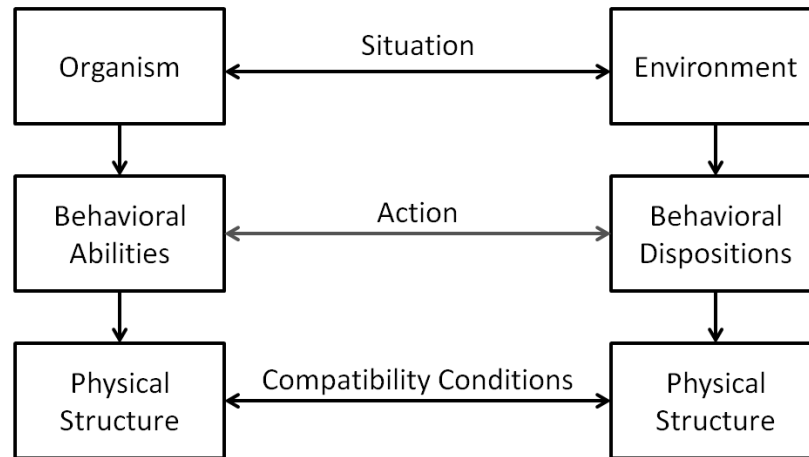 Organism
Situation
Environment
Behavioral
Abilities
Action
Behavioral
Dispositions
Physical
Structure
Compatibility Conditions
Physical
Structure